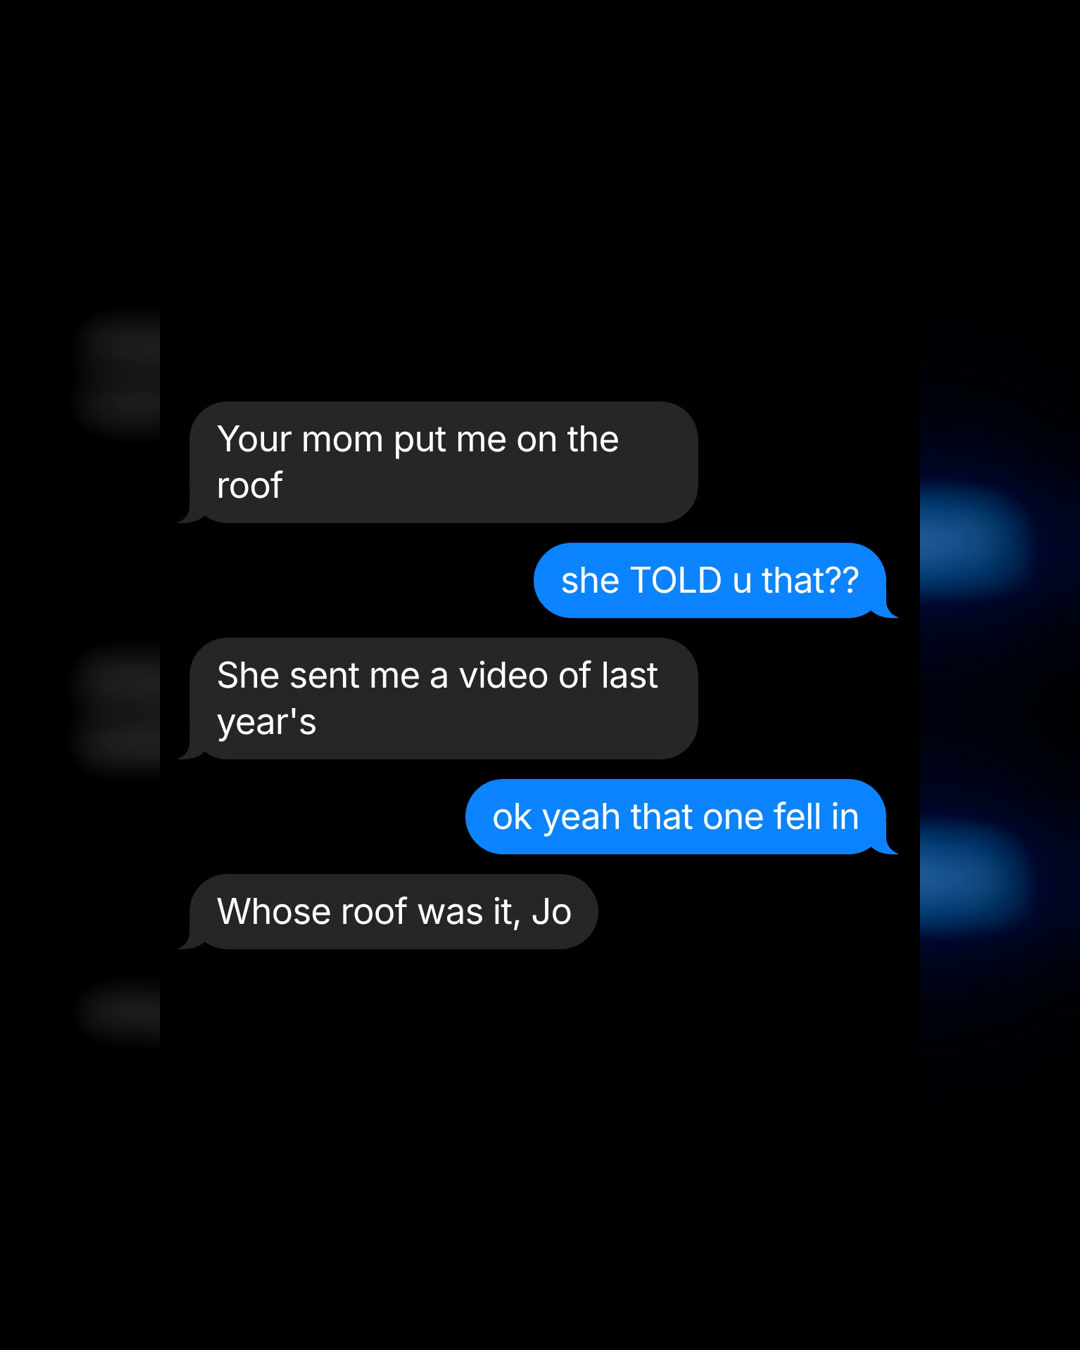 Your mom put me on the
roof
she TOLD u that??
She sent me a video of last
year's
ok yeah that one fell in
Whose roof was it, Jo